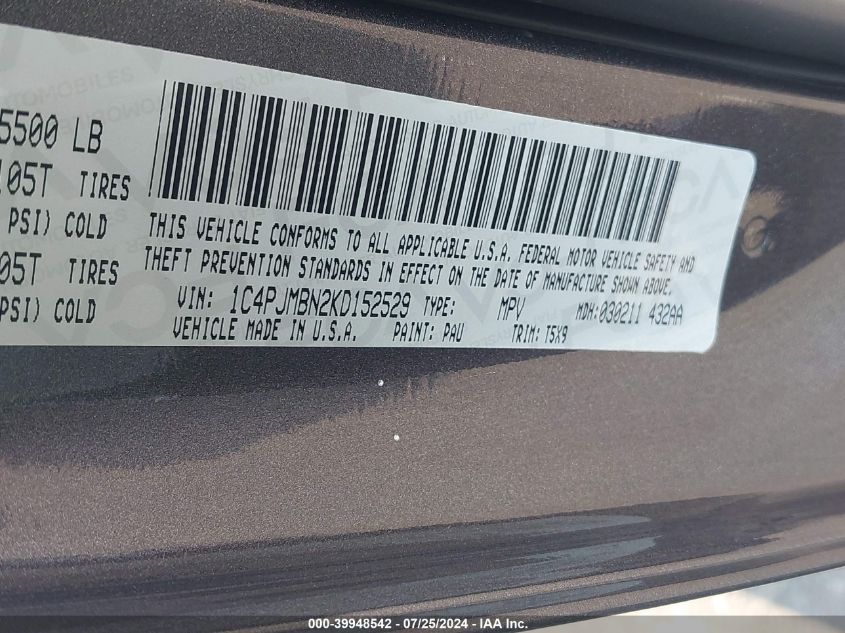 5500 LB
05T TIRES
PSI) COLD
05T TIRES
PSI) COLD
THIS VEHICLE CONFORMS TO ALL APPLICABLE U.S.A. FEDERAL MOTOR VEHICLE SAFETY AND
THEFT PREVENTION STANDARDS IN EFFECT ON THE DATE OF MANUFACTURE SHOWN ABOVE.
VIN: 1C4PJMBN2KD152529 TYPE: MPV MDH:030211 432AA
VEHICLE MADE IN U.S.A. PAINT: PAU TRIM: T5X9
000-39948542 - 07/25/2024 - IAA Inc.